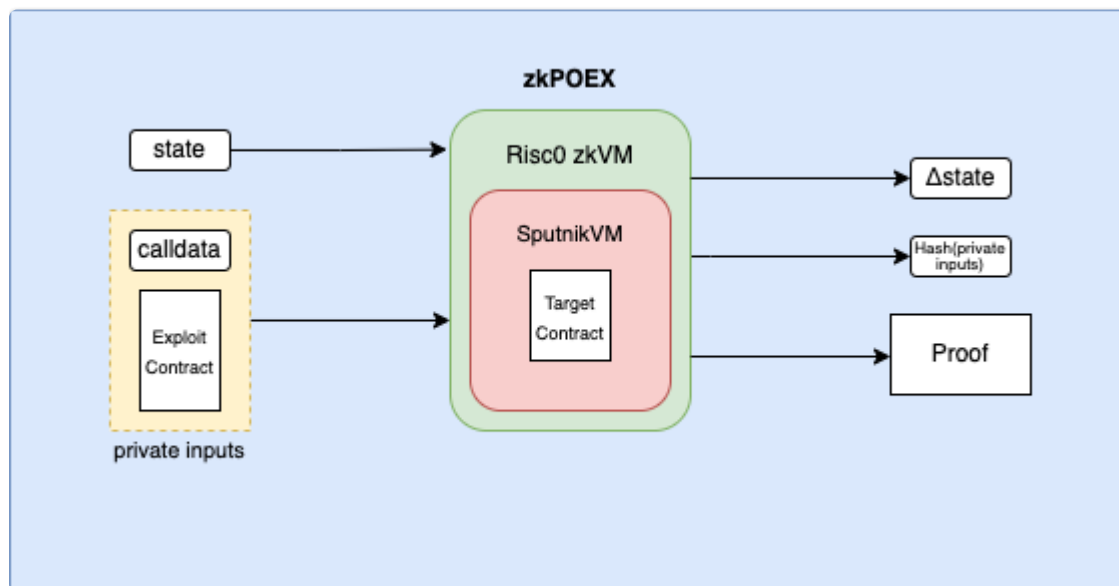 zkPOEX
state
calldata
Exploit
Contract
private inputs
Risc0 zkVM
SputnikVM
Target
Contract
Δstate
Hash(private
inputs)
Proof